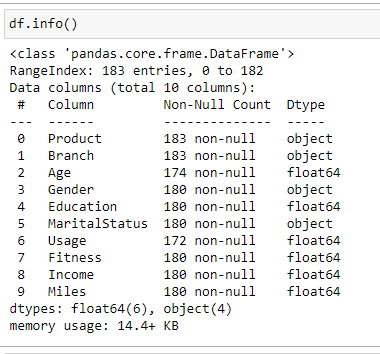 df.info()
<class 'pandas.core.frame.DataFrame'>
RangeIndex: 183 entries, 0 to 182
Data columns (total 10 columns):
 #   Column         Non-Null Count  Dtype
---  ------         --------------  -----
 0   Product        183 non-null    object
 1   Branch         183 non-null    object
 2   Age            174 non-null    float64
 3   Gender         180 non-null    object
 4   Education      180 non-null    float64
 5   MaritalStatus  180 non-null    object
 6   Usage          172 non-null    float64
 7   Fitness        180 non-null    float64
 8   Income         180 non-null    float64
 9   Miles          180 non-null    float64
dtypes: float64(6), object(4)
memory usage: 14.4+ KB